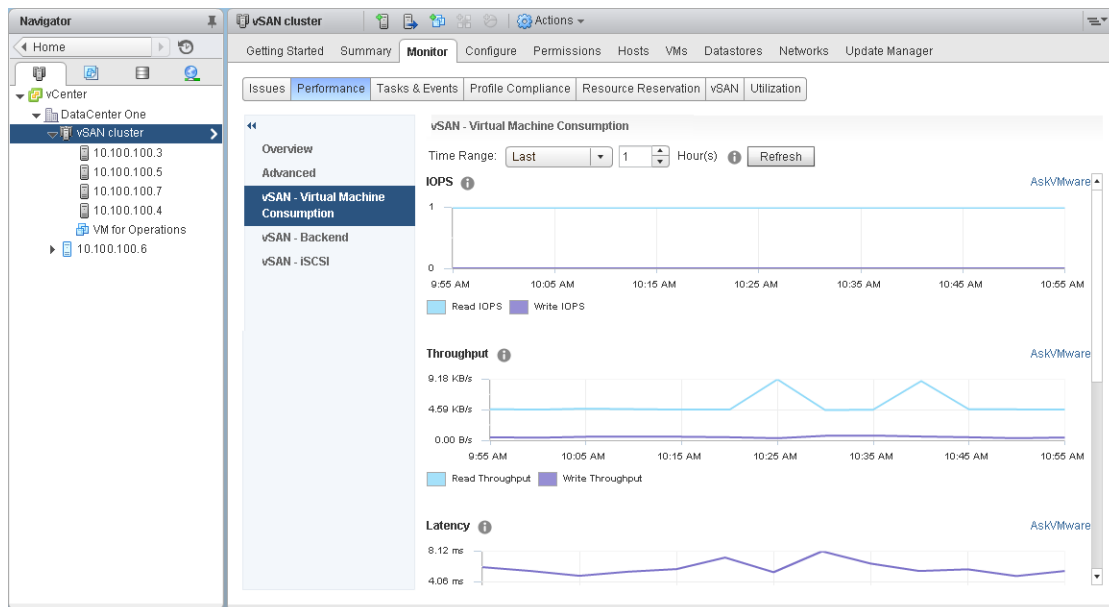 Navigator
Home
vCenter
DataCenter One
vSAN cluster
10.100.100.3
10.100.100.5
10.100.100.7
10.100.100.4
VM for Operations
10.100.100.6
vSAN cluster
Actions
Getting Started Summary Monitor Configure Permissions Hosts VMs Datastores Networks Update Manager
Issues Performance Tasks & Events Profile Compliance Resource Reservation vSAN Utilization
Overview
Advanced
vSAN - Virtual Machine
Consumption
vSAN - Backend
vSAN - iSCSI
vSAN - Virtual Machine Consumption
Time Range: Last 1 Hour(s) Refresh
IOPS AskVMware
1
0
9:55 AM 10:05 AM 10:15 AM 10:25 AM 10:35 AM 10:45 AM 10:55 AM
Read IOPS Write IOPS
Throughput AskVMware
9.18 KB/s
4.59 KB/s
0.00 B/s
9:55 AM 10:05 AM 10:15 AM 10:25 AM 10:35 AM 10:45 AM 10:55 AM
Read Throughput Write Throughput
Latency AskVMware
8.12 ms
4.06 ms